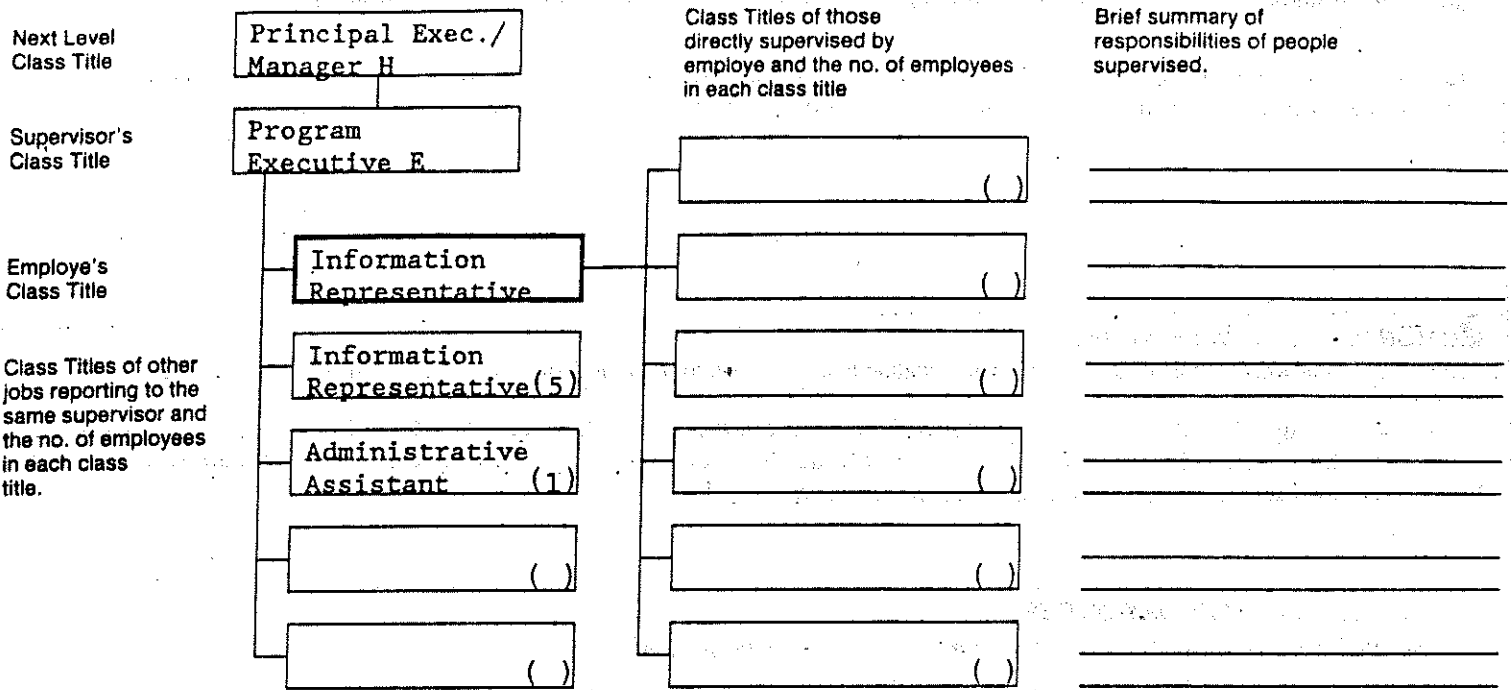 Next Level
Class Title
Principal Exec./
Manager H
Class Titles of those
directly supervised by
employe and the no. of employees
in each class title
Brief summary of
responsibilities of people
supervised.
Supervisor's
Class Title
Program
Executive E
( )
Employe's
Class Title
Information
Representative
( )
Class Titles of other
jobs reporting to the
same supervisor and
the no. of employees
in each class
title.
Information
Representative(5)
( )
Administrative
Assistant (1)
( )
( )
( )
( )
( )